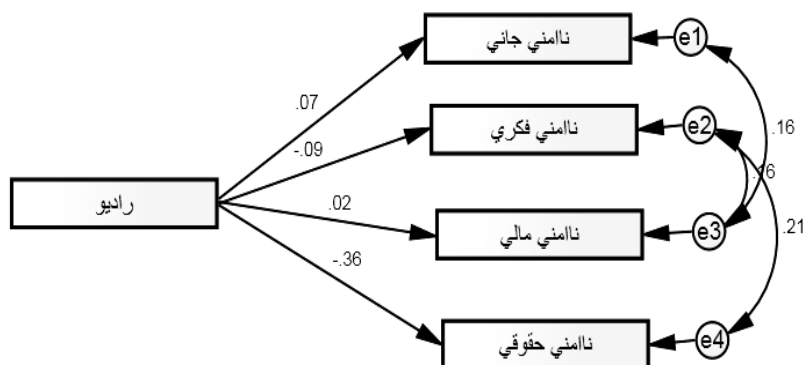 ناامني جاني
e1
.07
ناامني فكري
e2
.16
-.09
.16
راديو
.02
ناامني مالي
e3
.21
-.36
ناامني حقوقي
e4